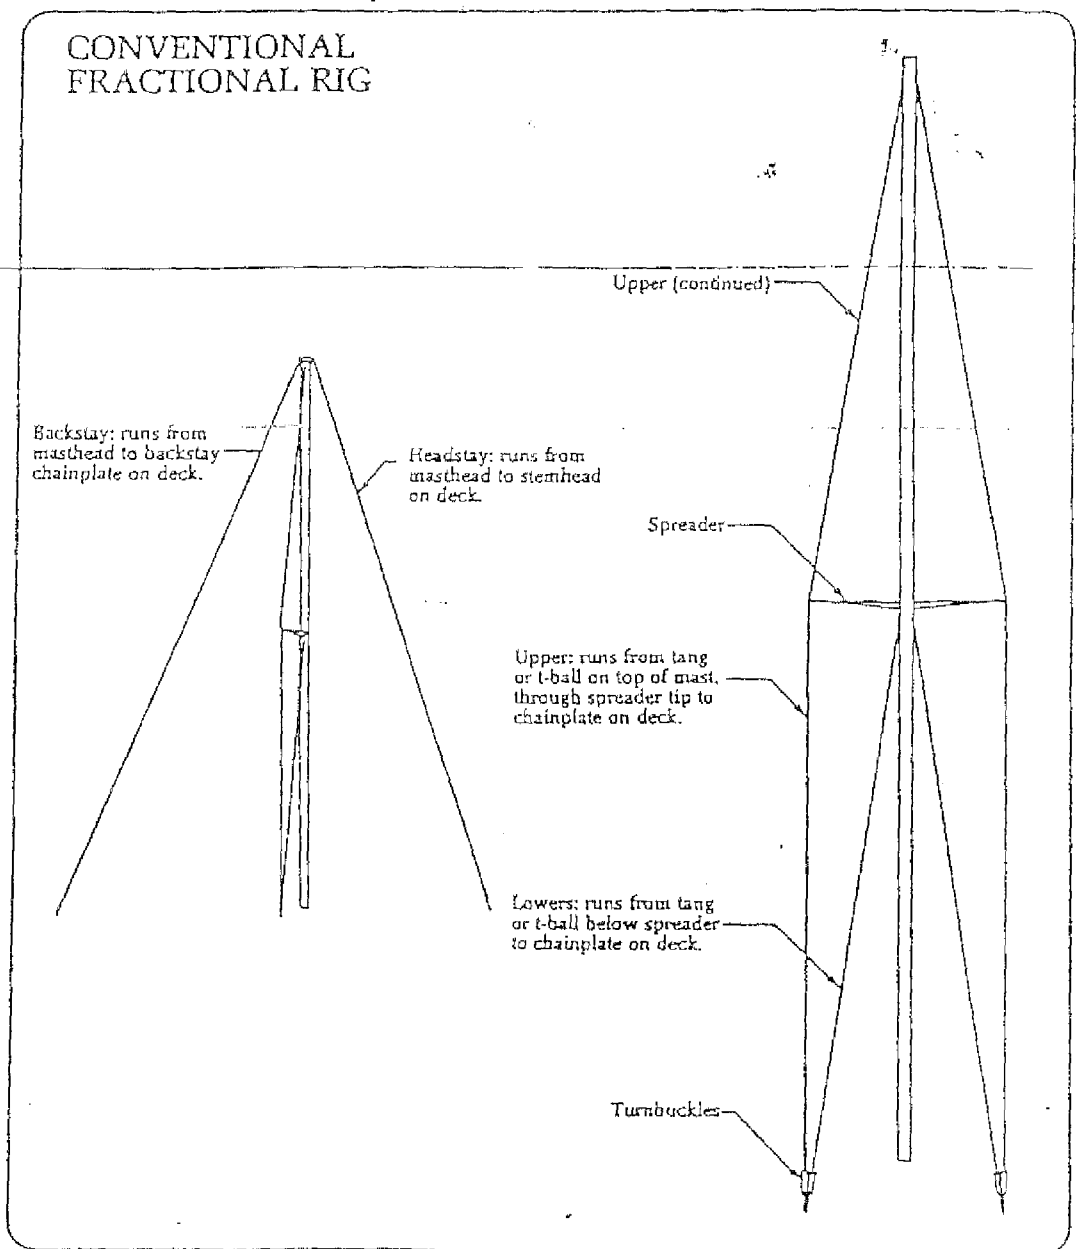 CONVENTIONAL
FRACTIONAL RIG
Upper (continued)
Backstay: runs from
masthead to backstay
chainplate on deck.
Headstay: runs from
masthead to stemhead
on deck.
Spreader
Upper: runs from tang
or t-ball on top of mast,
through spreader tip to
chainplate on deck.
Lowers: runs from tang
or t-ball below spreader
to chainplate on deck.
Turnbuckles